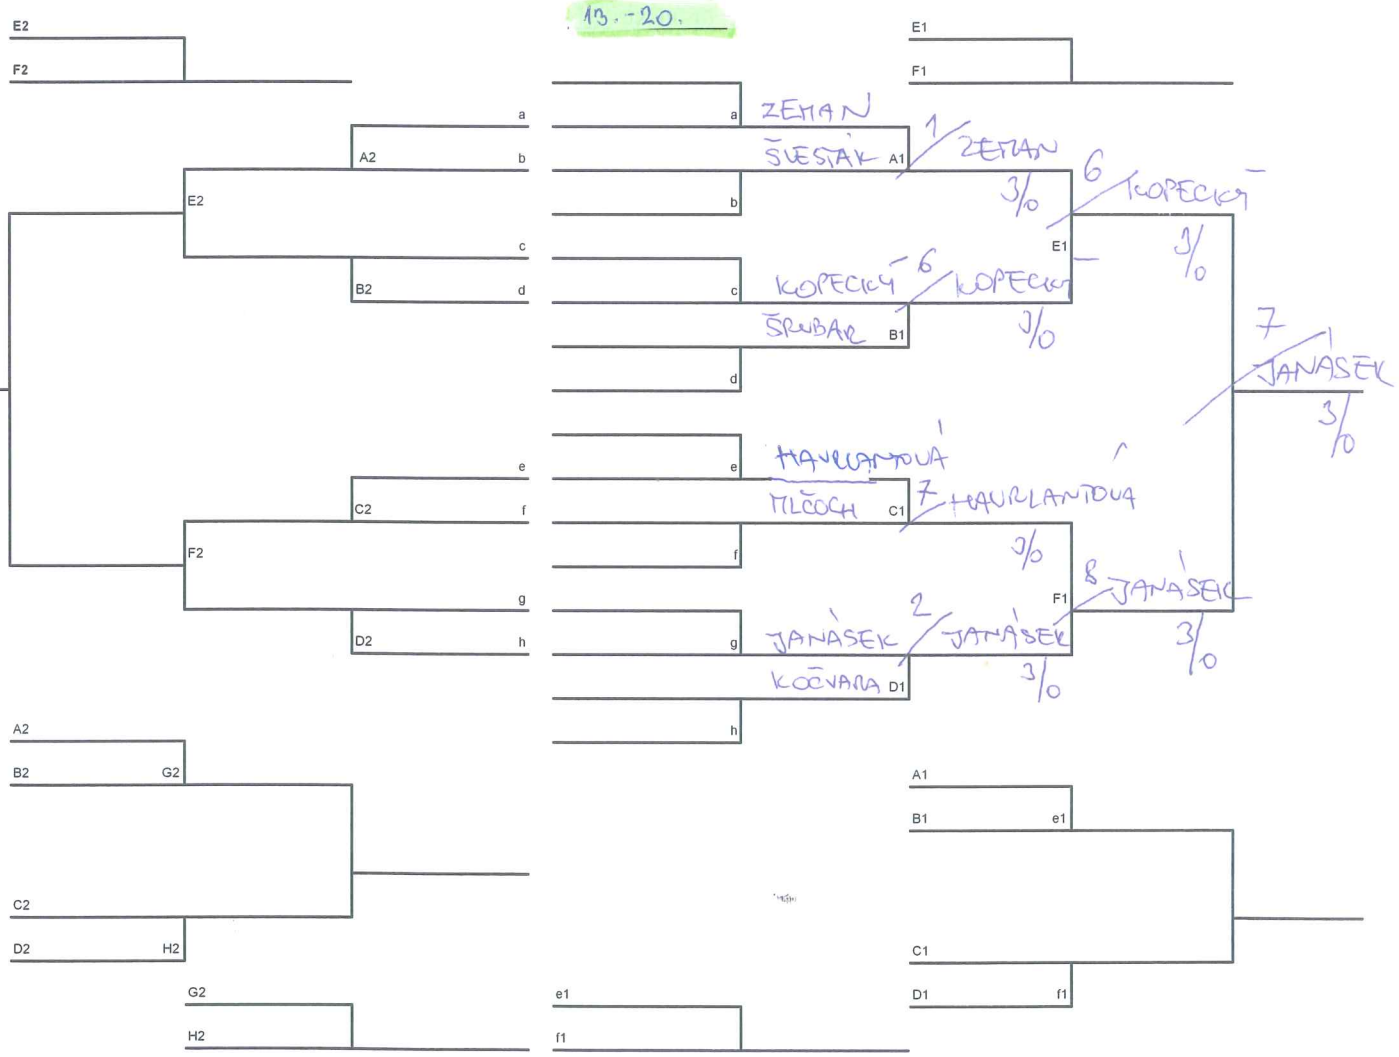 13.-20.
E2
F2
E1
F1
a
a
ZEMAN
A2
b
ŠVESTÁK
A1
1
ZEMAN
3/0
E2
b
6
KOPECKÝ
3/0
c
E1
B2
d
c
KOPECKÝ
6
KOPECKÝ
3/0
ŠRUBAŘ
B1
d
7
JANÁSEK
3/0
e
e
HAVRLANTOVÁ
C2
f
MLČOCH
C1
7
HAVRLANTOVÁ
3/0
F2
f
g
F1
8
JANÁSEK
3/0
D2
h
g
JANÁSEK
2
JANÁSEK
3/0
KOČVARA
D1
h
A2
B2
G2
A1
B1
e1
C2
D2
H2
C1
D1
f1
G2
H2
e1
f1